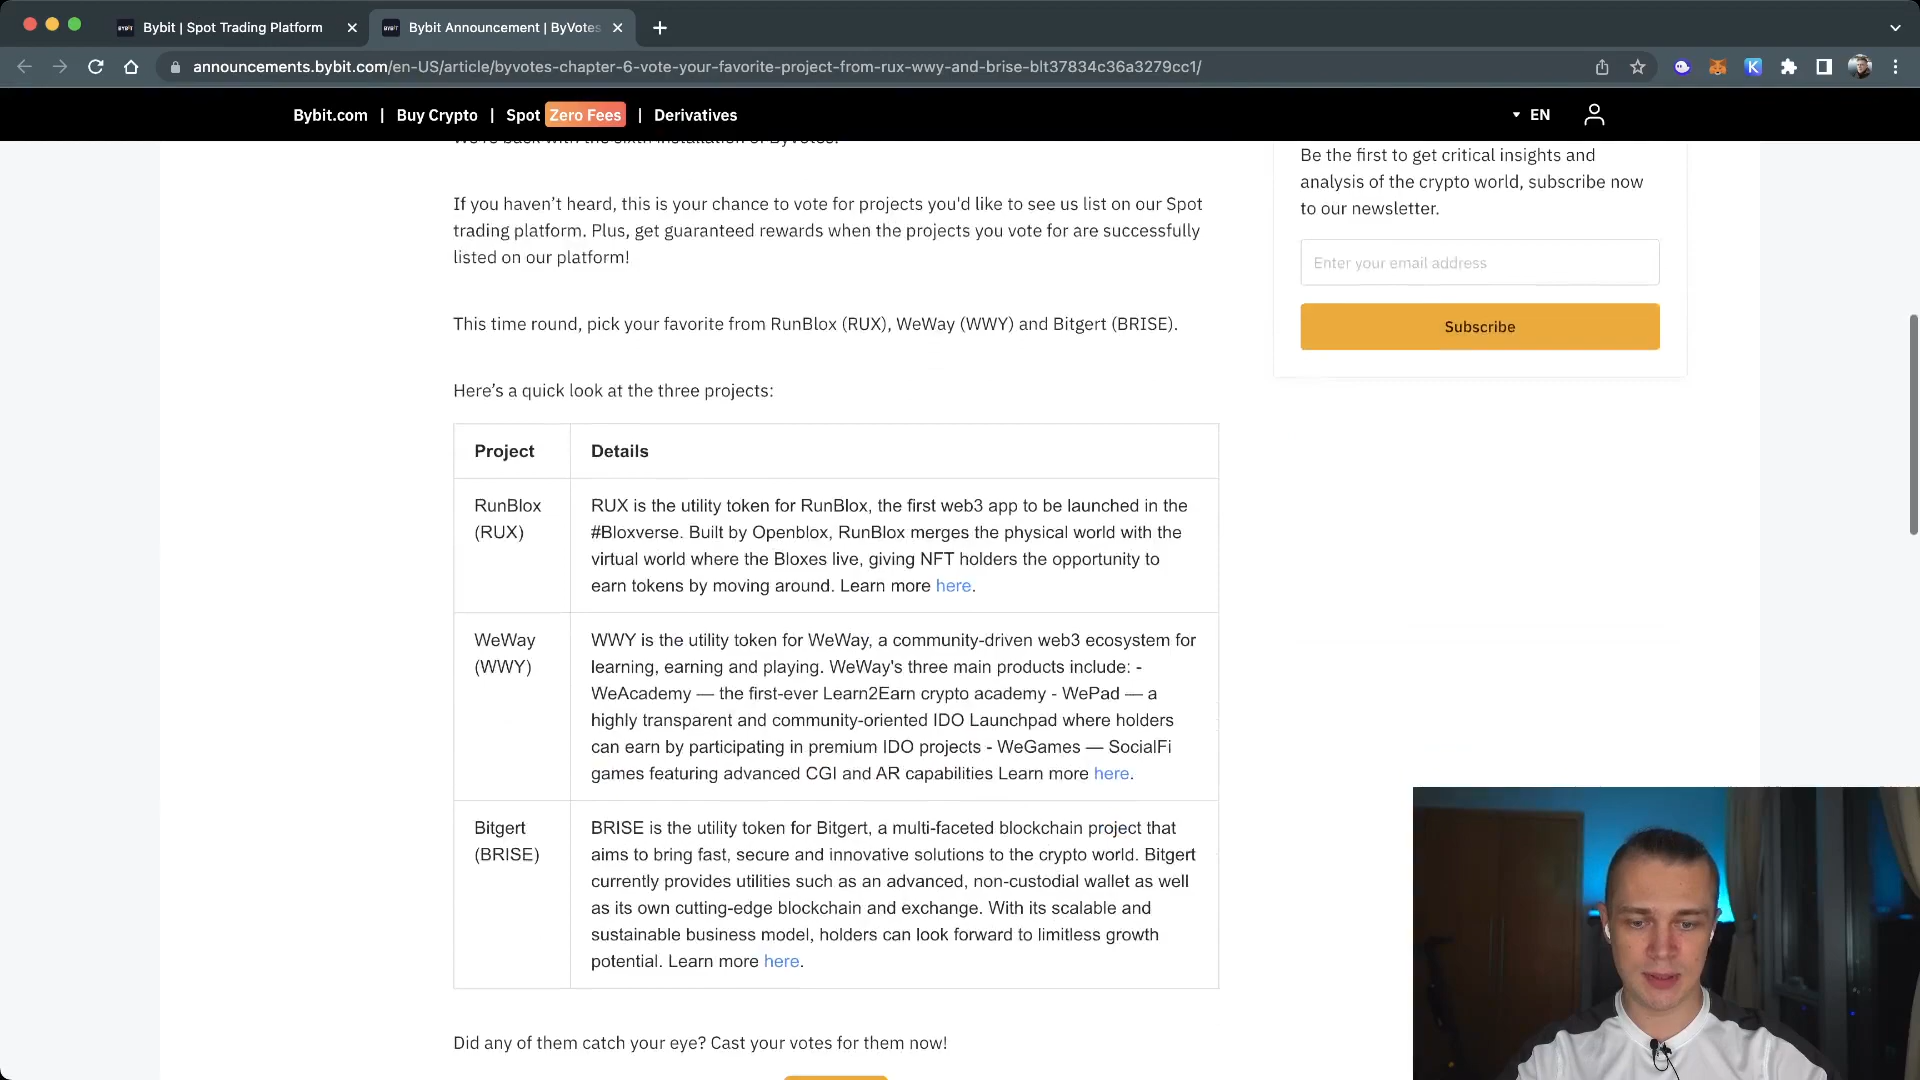 Bybit | Spot Trading Platform
Bybit Announcement | ByVotes
announcements.bybit.com/en-US/article/byvotes-chapter-6-vote-your-favorite-project-from-rux-wwy-and-brise-blt37834c36a3279cc1/
Bybit.com | Buy Crypto | Spot Zero Fees | Derivatives
EN
We're back with the sixth installation of ByVotes!
If you haven’t heard, this is your chance to vote for projects you'd like to see us list on our Spot
trading platform. Plus, get guaranteed rewards when the projects you vote for are successfully
listed on our platform!
This time round, pick your favorite from RunBlox (RUX), WeWay (WWY) and Bitgert (BRISE).
Here’s a quick look at the three projects:
Project
Details
RunBlox
(RUX)
RUX is the utility token for RunBlox, the first web3 app to be launched in the
#Bloxverse. Built by Openblox, RunBlox merges the physical world with the
virtual world where the Bloxes live, giving NFT holders the opportunity to
earn tokens by moving around. Learn more here.
WeWay
(WWY)
WWY is the utility token for WeWay, a community-driven web3 ecosystem for
learning, earning and playing. WeWay's three main products include: -
WeAcademy — the first-ever Learn2Earn crypto academy - WePad — a
highly transparent and community-oriented IDO Launchpad where holders
can earn by participating in premium IDO projects - WeGames — SocialFi
games featuring advanced CGI and AR capabilities Learn more here.
Bitgert
(BRISE)
BRISE is the utility token for Bitgert, a multi-faceted blockchain project that
aims to bring fast, secure and innovative solutions to the crypto world. Bitgert
currently provides utilities such as an advanced, non-custodial wallet as well
as its own cutting-edge blockchain and exchange. With its scalable and
sustainable business model, holders can look forward to limitless growth
potential. Learn more here.
Did any of them catch your eye? Cast your votes for them now!
Be the first to get critical insights and
analysis of the crypto world, subscribe now
to our newsletter.
Enter your email address
Subscribe